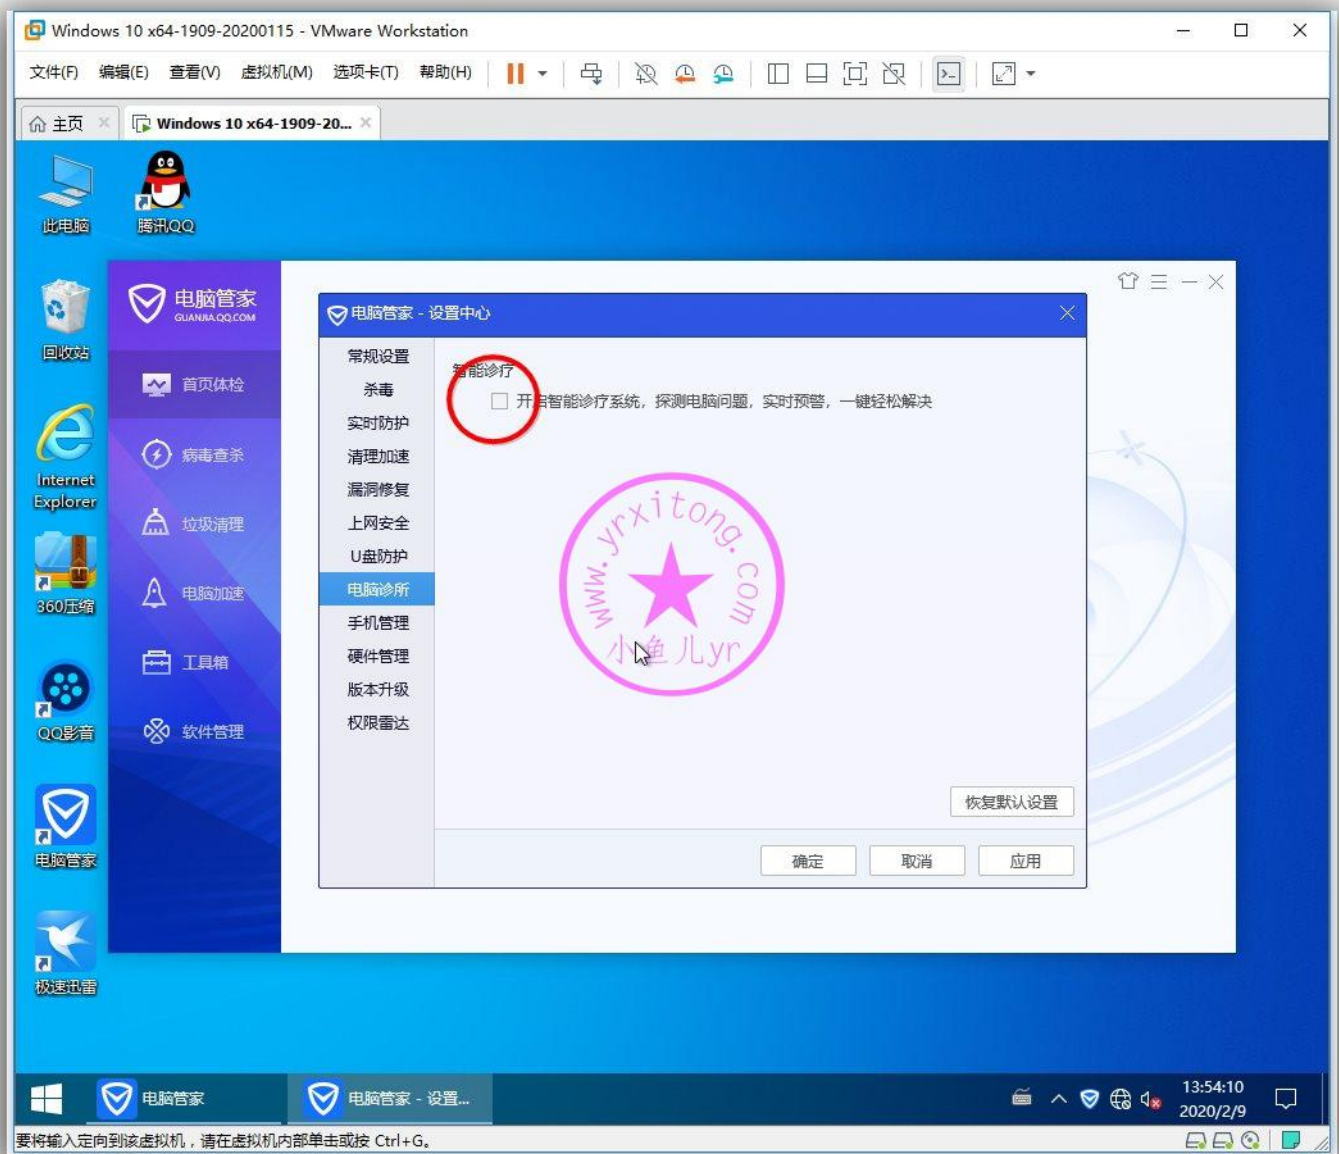 Windows 10 x64-1909-20200115 - VMware Workstation
文件(F) 编辑(E) 查看(V) 虚拟机(M) 选项卡(T) 帮助(H)
主页
Windows 10 x64-1909-20...
此电脑
腾讯QQ
回收站
Internet
Explorer
360压缩
QQ影音
电脑管家
极速迅雷
电脑管家
GUANJIA.QQ.COM
首页体检
病毒查杀
垃圾清理
电脑加速
工具箱
软件管理
电脑管家 - 设置中心
常规设置
杀毒
实时防护
清理加速
漏洞修复
上网安全
U盘防护
电脑诊所
手机管理
硬件管理
版本升级
权限雷达
智能诊疗
开启智能诊疗系统，探测电脑问题，实时预警，一键轻松解决
www.yrxitong.com
小鱼儿yr
恢复默认设置
确定
取消
应用
电脑管家
电脑管家 - 设置...
13:54:10
2020/2/9
要将输入定向到该虚拟机，请在虚拟机内部单击或按 Ctrl+G。